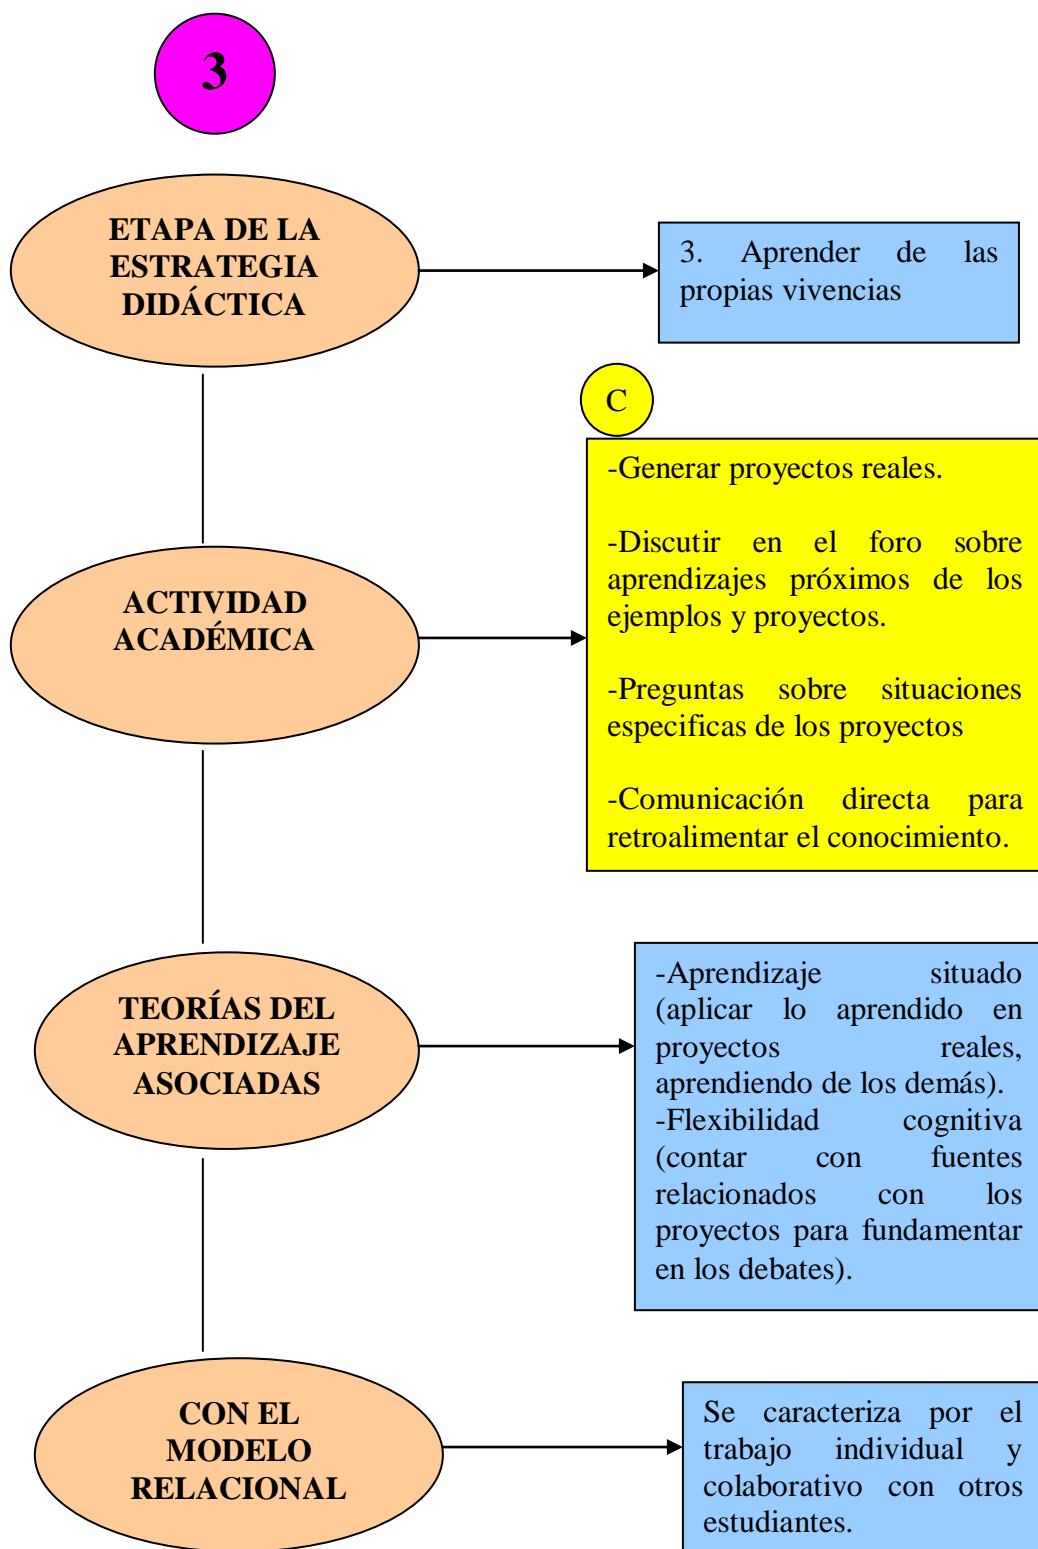 3
ETAPA DE LA
ESTRATEGIA
DIDÁCTICA
3. Aprender de las
propias vivencias
C
-Generar proyectos reales.
-Discutir en el foro sobre
aprendizajes próximos de los
ejemplos y proyectos.
-Preguntas sobre situaciones
especificas de los proyectos
-Comunicación directa para
retroalimentar el conocimiento.
ACTIVIDAD
ACADÉMICA
TEORÍAS DEL
APRENDIZAJE
ASOCIADAS
-Aprendizaje situado
(aplicar lo aprendido en
proyectos reales,
aprendiendo de los demás).
-Flexibilidad cognitiva
(contar con fuentes
relacionados con los
proyectos para fundamentar
en los debates).
CON EL
MODELO
RELACIONAL
Se caracteriza por el
trabajo individual y
colaborativo con otros
estudiantes.